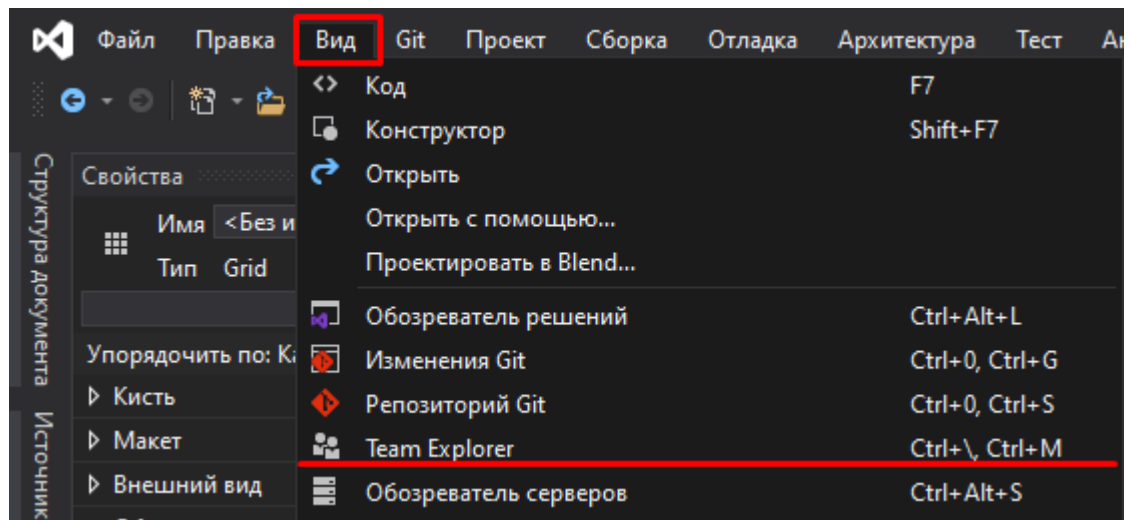 Файл Правка Вид Git Проект Сборка Отладка Архитектура Тест
Код F7
Конструктор Shift+F7
Открыть
Открыть с помощью...
Проектировать в Blend...
Обозреватель решений Ctrl+Alt+L
Изменения Git Ctrl+0, Ctrl+G
Репозиторий Git Ctrl+0, Ctrl+S
Team Explorer Ctrl+\, Ctrl+M
Обозреватель серверов Ctrl+Alt+S
Структура документа
Источник
Свойства
Имя <Без и
Тип Grid
Упорядочить по: Ка
Кисть
Макет
Внешний вид